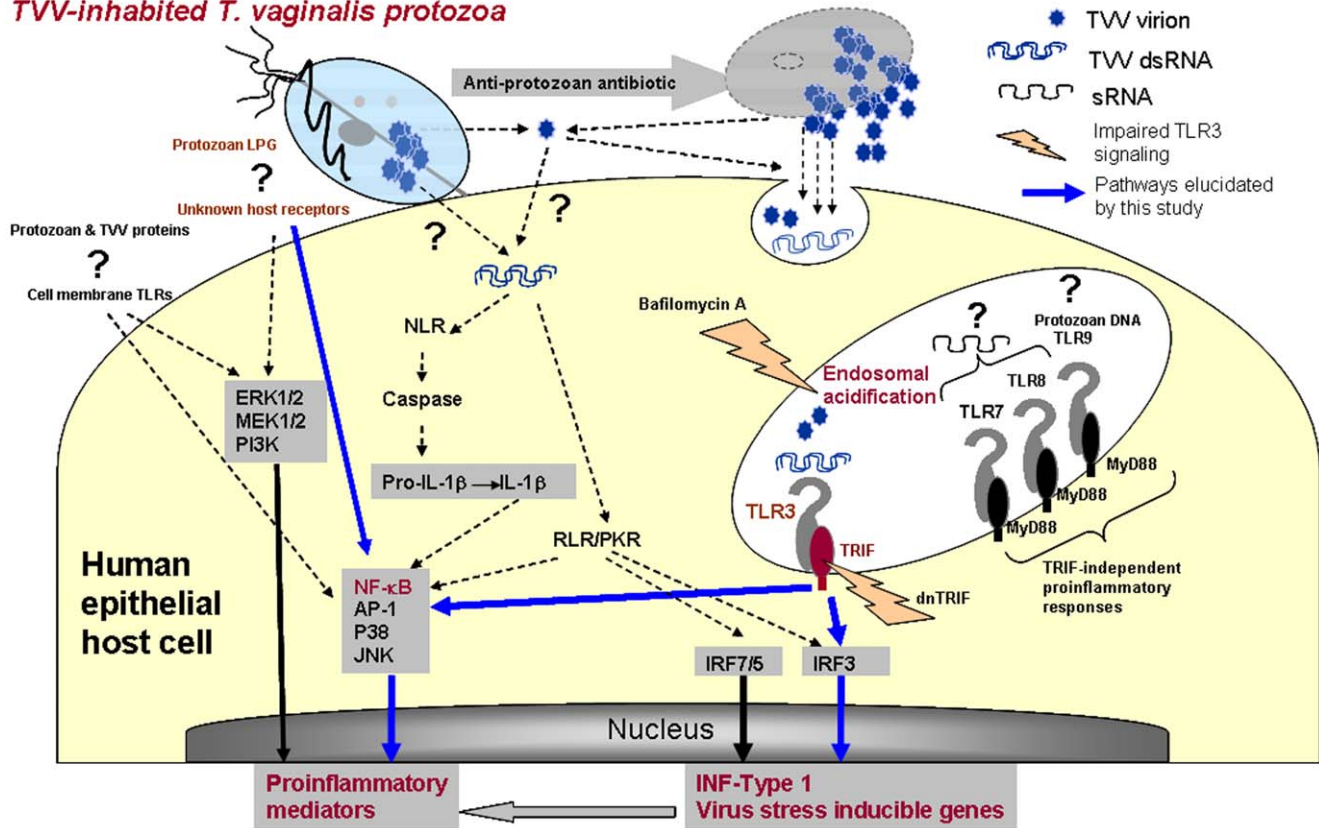 TVV-inhabited T. vaginalis protozoa
Anti-protozoan antibiotic
TVV virion
TVV dsRNA
sRNA
Impaired TLR3
signaling
Pathways elucidated
by this study
Protozoan LPG
?
Unknown host receptors
Protozoan & TVV proteins
?
Cell membrane TLRs
?
?
NLR
Caspase
Pro-IL-1β → IL-1β
ERK1/2
MEK1/2
PI3K
RLR/PKR
NF-κB
AP-1
P38
JNK
Human
epithelial
host cell
Bafilomycin A
Endosomal
acidification
?
?
Protozoan DNA
TLR9
TLR8
TLR7
MyD88
MyD88
MyD88
TLR3
TRIF
dnTRIF
TRIF-independent
proinflammatory
responses
IRF7/5
IRF3
Nucleus
Proinflammatory
mediators
INF-Type 1
Virus stress inducible genes